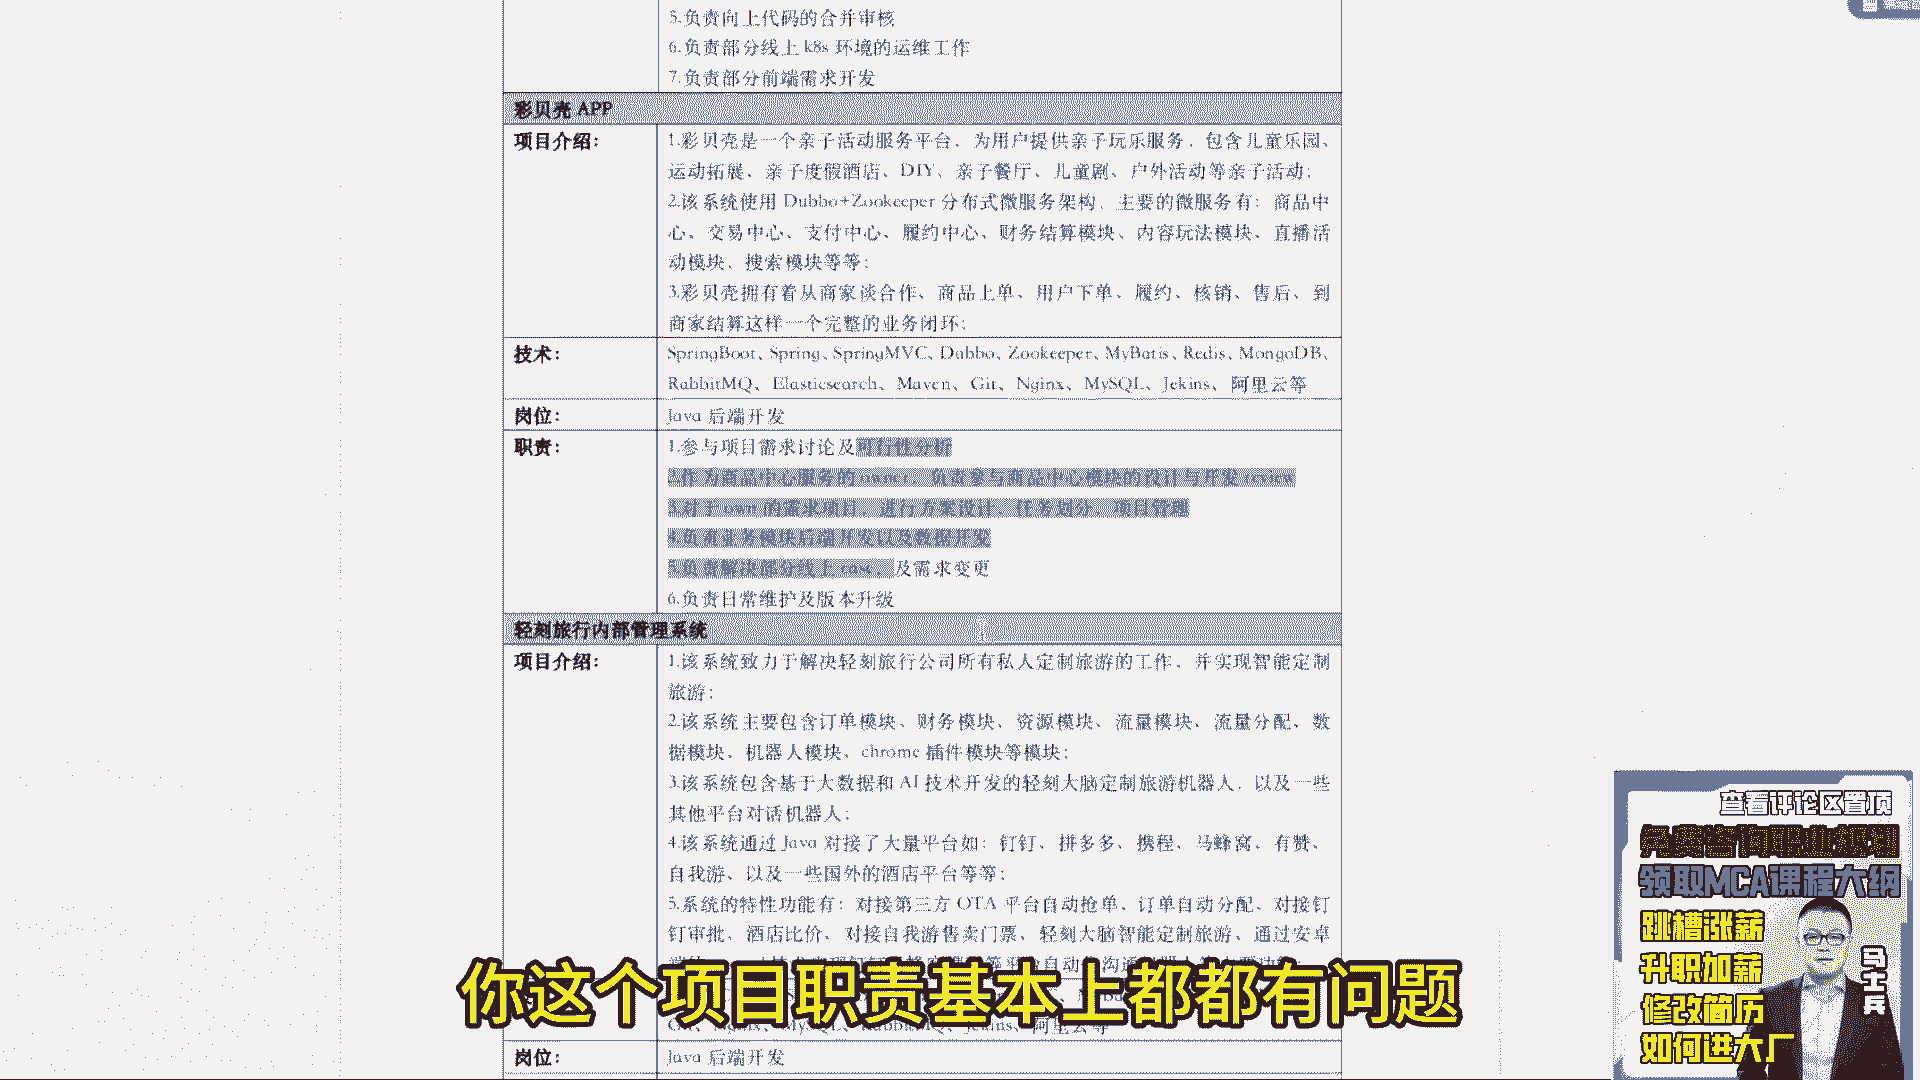 5.负责向上代码的合并审核
6.负责部分线上 k8s 环境的运维工作
7.负责部分前端需求开发
彩贝壳 APP
项目介绍：
1.彩贝壳是一个亲子活动服务平台，为用户提供亲子玩乐服务，包含儿童乐园、
运动拓展、亲子度假酒店、DIY、亲子餐厅、儿童剧、户外活动等亲子活动；
2.该系统使用 Dubbo+Zookeeper 分布式微服务架构，主要的微服务有：商品中
心、交易中心、支付中心、履约中心、财务结算模块、内容玩法模块、直播活
动模块、搜索模块等等；
3.彩贝壳拥有着从商家谈合作、商品上单、用户下单、履约、核销、售后、到
商家结算这样一个完整的业务闭环；
技术：
SpringBoot、Spring、SpringMVC、Dubbo、Zookeeper、MyBatis、Redis、MongoDB、
RabbitMQ、Elasticsearch、Maven、Git、Nginx、MySQL、Jekins、阿里云等
岗位：
Java 后端开发
职责：
1.参与项目需求讨论及可行性分析
2.作为商品中心服务的 owner，负责参与商品中心模块的设计与开发 review
3.对于 own 的需求项目，进行方案设计、任务划分、项目管理
4.负责业务模块后端开发以及数据开发
5.负责解决部分线上 case，及需求变更
6.负责日常维护及版本升级
轻刻旅行内部管理系统
项目介绍：
1.该系统致力于解决轻刻旅行公司所有私人定制旅游的工作，并实现智能定制
旅游；
2.该系统主要包含订单模块、财务模块、资源模块、流量模块、流量分配、数
据模块、机器人模块、chrome 插件模块等模块；
3.该系统包含基于大数据和 AI 技术开发的轻刻大脑定制旅游机器人，以及一些
其他平台对话机器人；
4.该系统通过 Java 对接了大量平台如：钉钉、拼多多、携程、马蜂窝、有赞、
自我游、以及一些国外的酒店平台等等；
5.系统的特性功能有：对接第三方 OTA 平台自动抢单、订单自动分配、对接钉
钉审批、酒店比价、对接自我游售卖门票、轻刻大脑智能定制旅游、通过安卓
你这个项目职责基本上都都有问题
阿里云等
岗位：
Java 后端开发
查看评论区置顶
免费咨询职业规划
领取MCA课程大纲
跳槽涨薪
升职加薪
修改简历
如何进大厂
马士兵